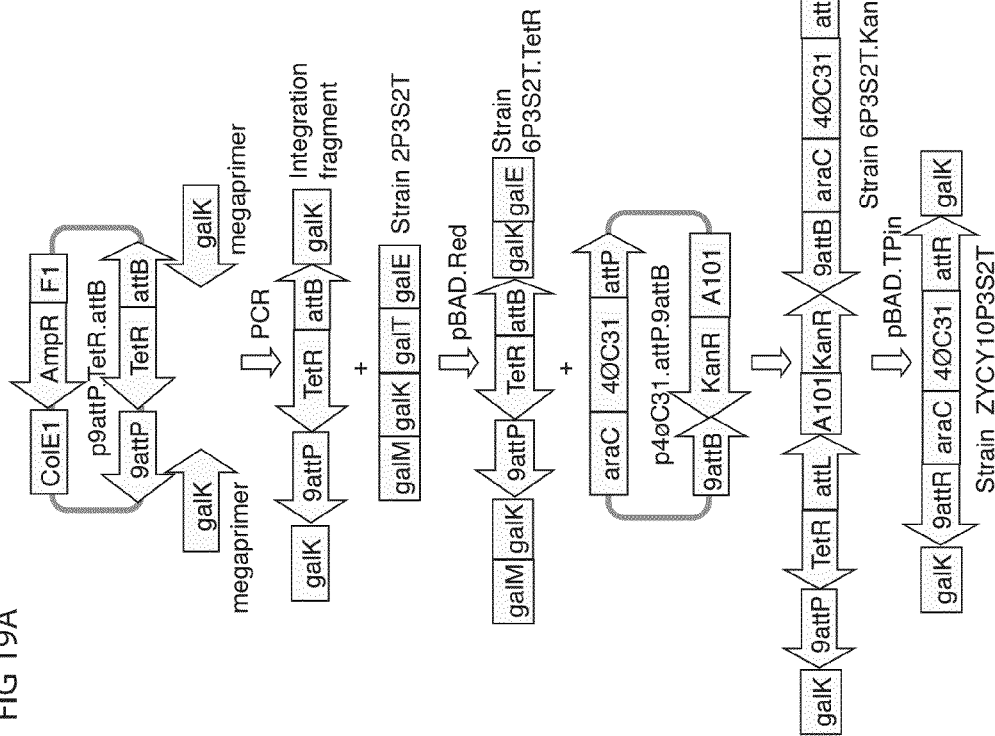 FIG 19A
ColE1 AmpR F1
p9attP.TetR.attB
9attP TetR attB
galK
megaprimer
galK
megaprimer
PCR
galK 9attP TetR attB galK
Integration
fragment
+
galM galK galT galE
Strain 2P3S2T
pBAD.Red
galM galK 9attP TetR attB galK galE
Strain
6P3S2T.TetR
+
araC 4ØC31 attP
p4øC31.attP.9attB
9attB KanR A101
galK 9attP TetR attL A101 KanR 9attB araC 4ØC31
Strain 6P3S2T.Kan
pBAD.TPin
galK 9attR araC 4ØC31 attR galK
Strain ZYCY10P3S2T